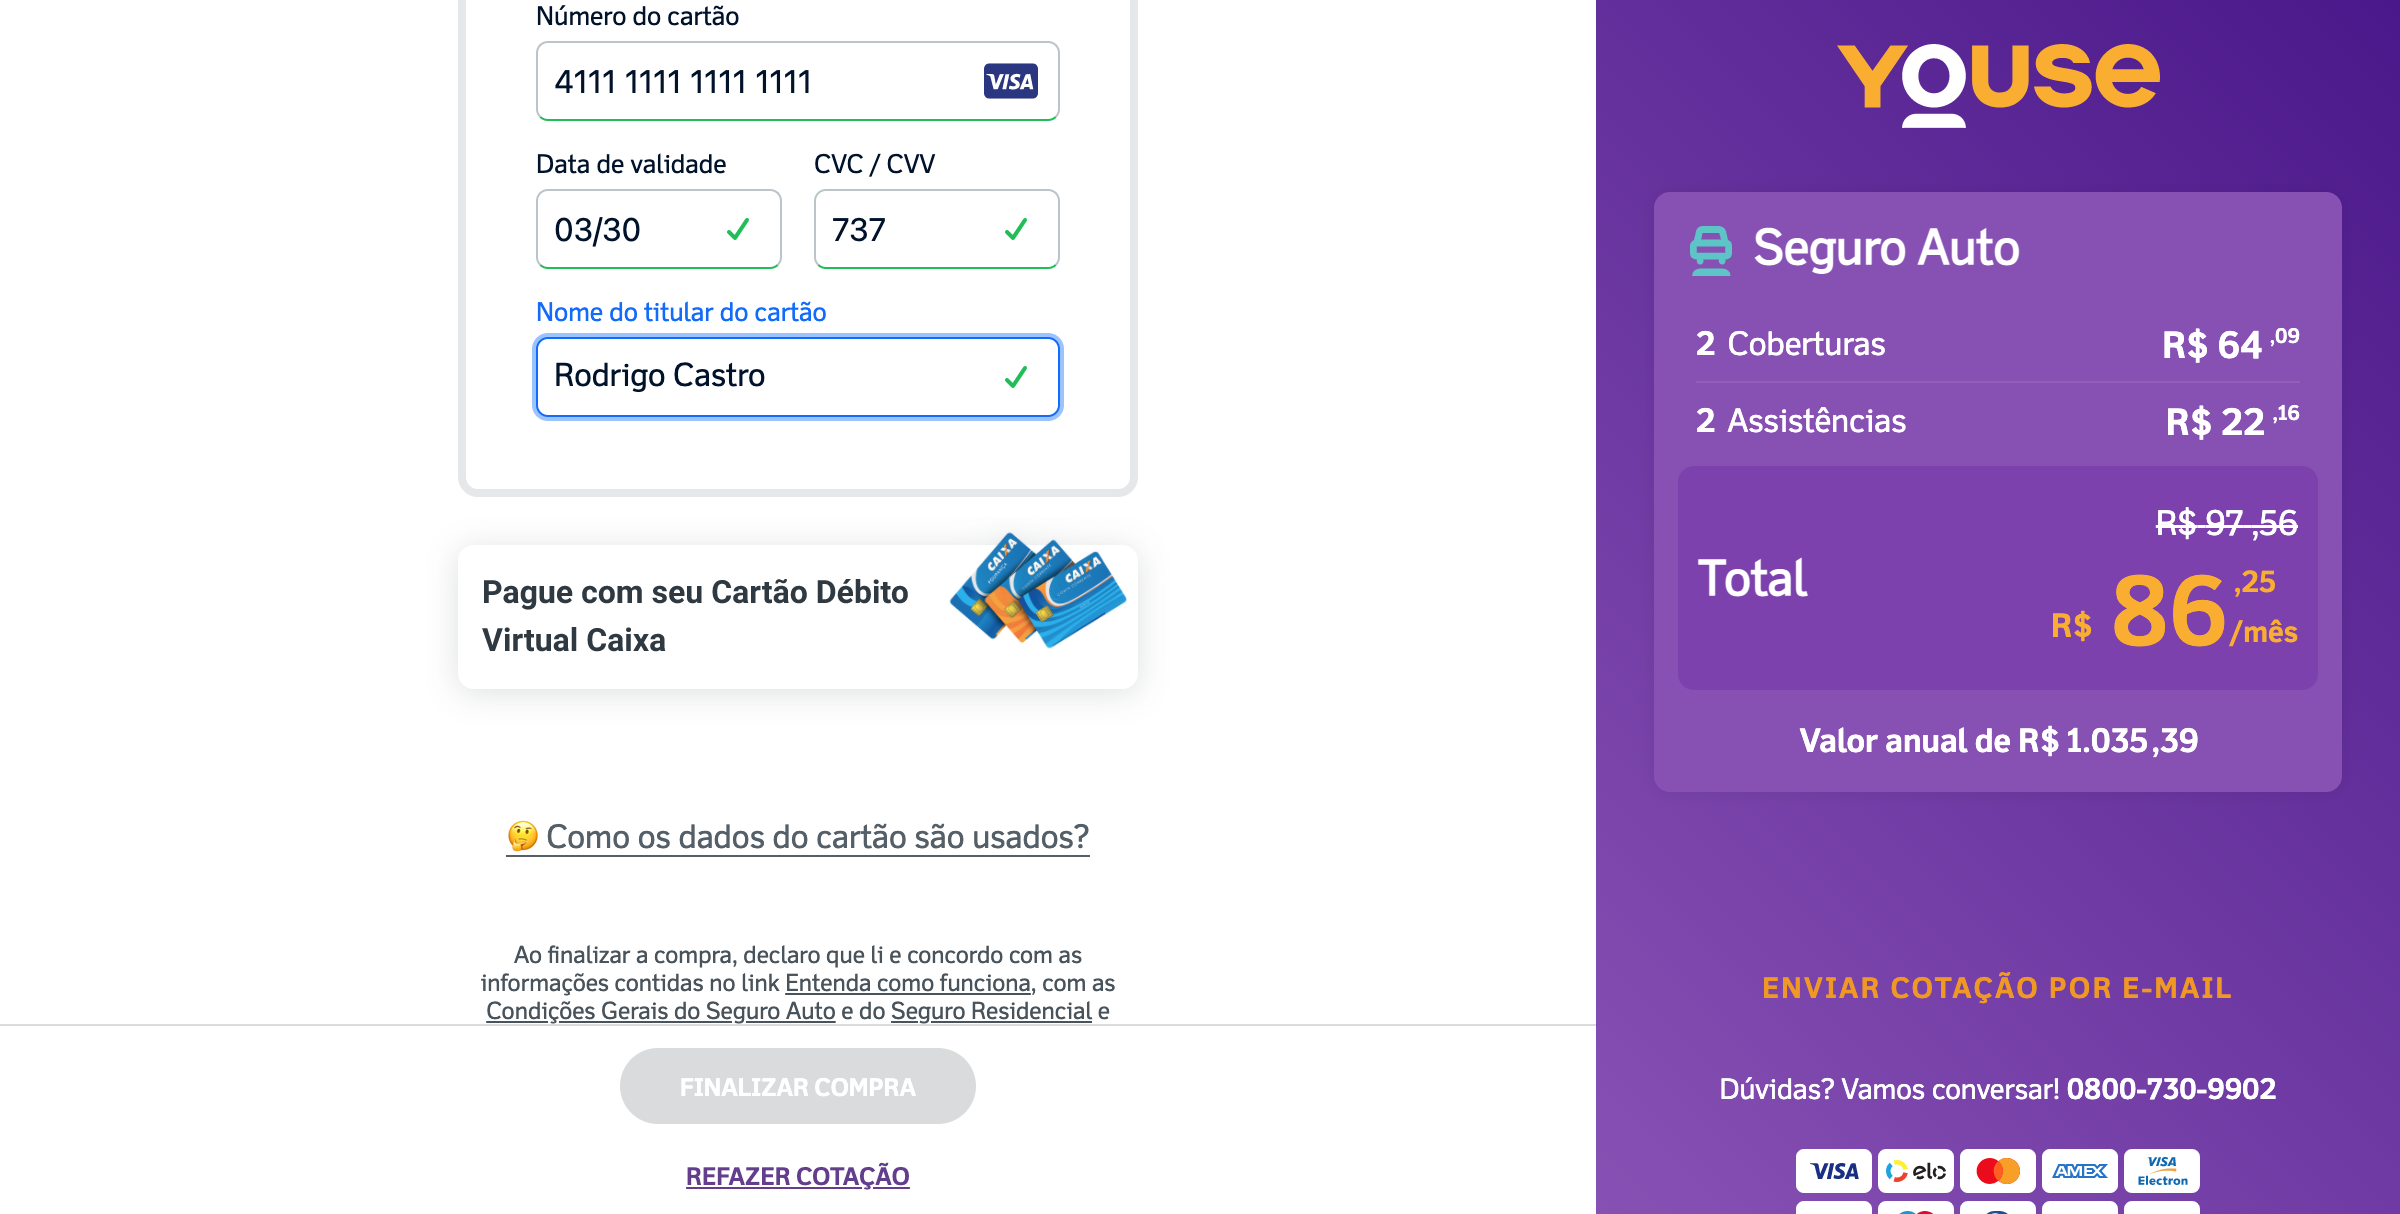 Número do cartão
4111 1111 1111 1111
VISA
Data de validade
CVC / CVV
03/30
737
Nome do titular do cartão
Rodrigo Castro
Pague com seu Cartão Débito
Virtual Caixa
CAIXA
CAIXA
CAIXA
🤔 Como os dados do cartão são usados?
Ao finalizar a compra, declaro que li e concordo com as
informações contidas no link Entenda como funciona, com as
Condições Gerais do Seguro Auto e do Seguro Residencial e
FINALIZAR COMPRA
REFAZER COTAÇÃO
YOUSE
Seguro Auto
2 Coberturas
R$ 64 ,09
2 Assistências
R$ 22 ,16
R$ 97,56
Total
R$ 86 ,25 /mês
Valor anual de R$ 1.035,39
ENVIAR COTAÇÃO POR E-MAIL
Dúvidas? Vamos conversar! 0800-730-9902
VISA
elo
AMEX
VISA
Electron